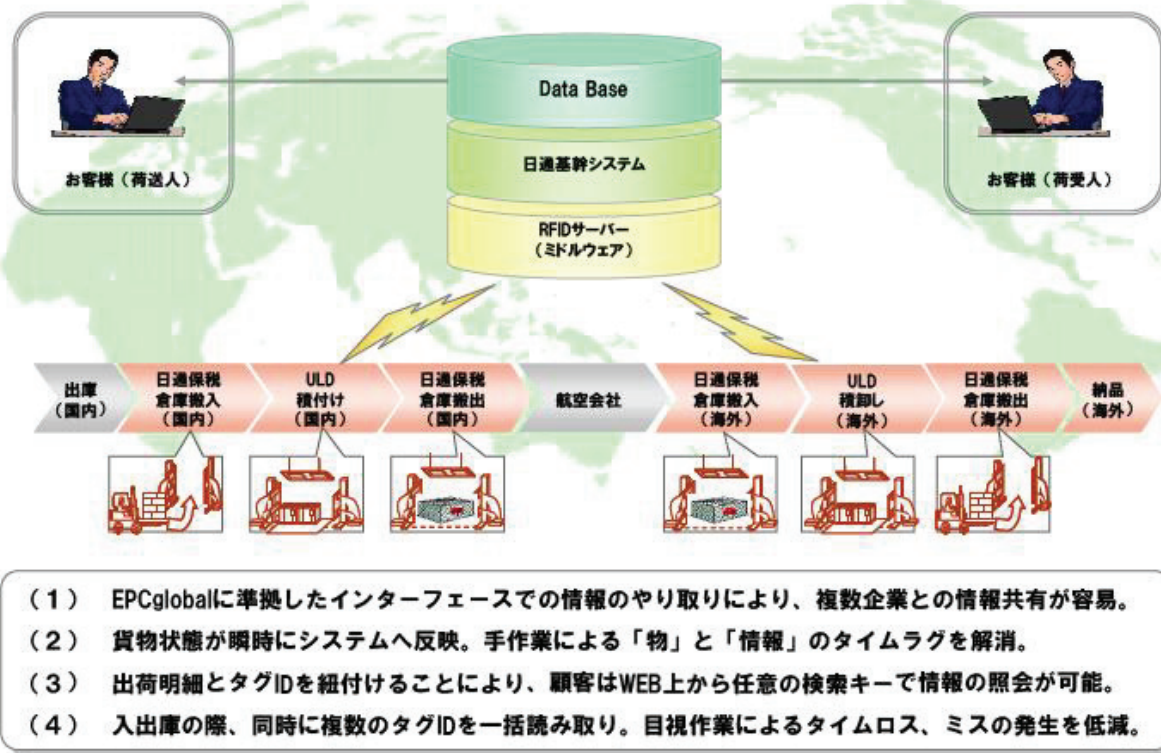 Data Base
日通基幹システム
RFIDサーバー
(ミドルウェア)
お客様（荷送人）
お客様（荷受人）
出庫
(国内)
日通保税
倉庫搬入
(国内)
ULD
積付け
(国内)
日通保税
倉庫搬出
(国内)
航空会社
日通保税
倉庫搬入
(海外)
ULD
積卸し
(海外)
日通保税
倉庫搬出
(海外)
納品
(海外)
（１） EPCglobalに準拠したインターフェースでの情報のやり取りにより、複数企業との情報共有が容易。
（２） 貨物状態が瞬時にシステムへ反映。手作業による「物」と「情報」のタイムラグを解消。
（３） 出荷明細とタグIDを紐付けることにより、顧客はWEB上から任意の検索キーで情報の照会が可能。
（４） 入出庫の際、同時に複数のタグIDを一括読み取り。目視作業によるタイムロス、ミスの発生を低減。